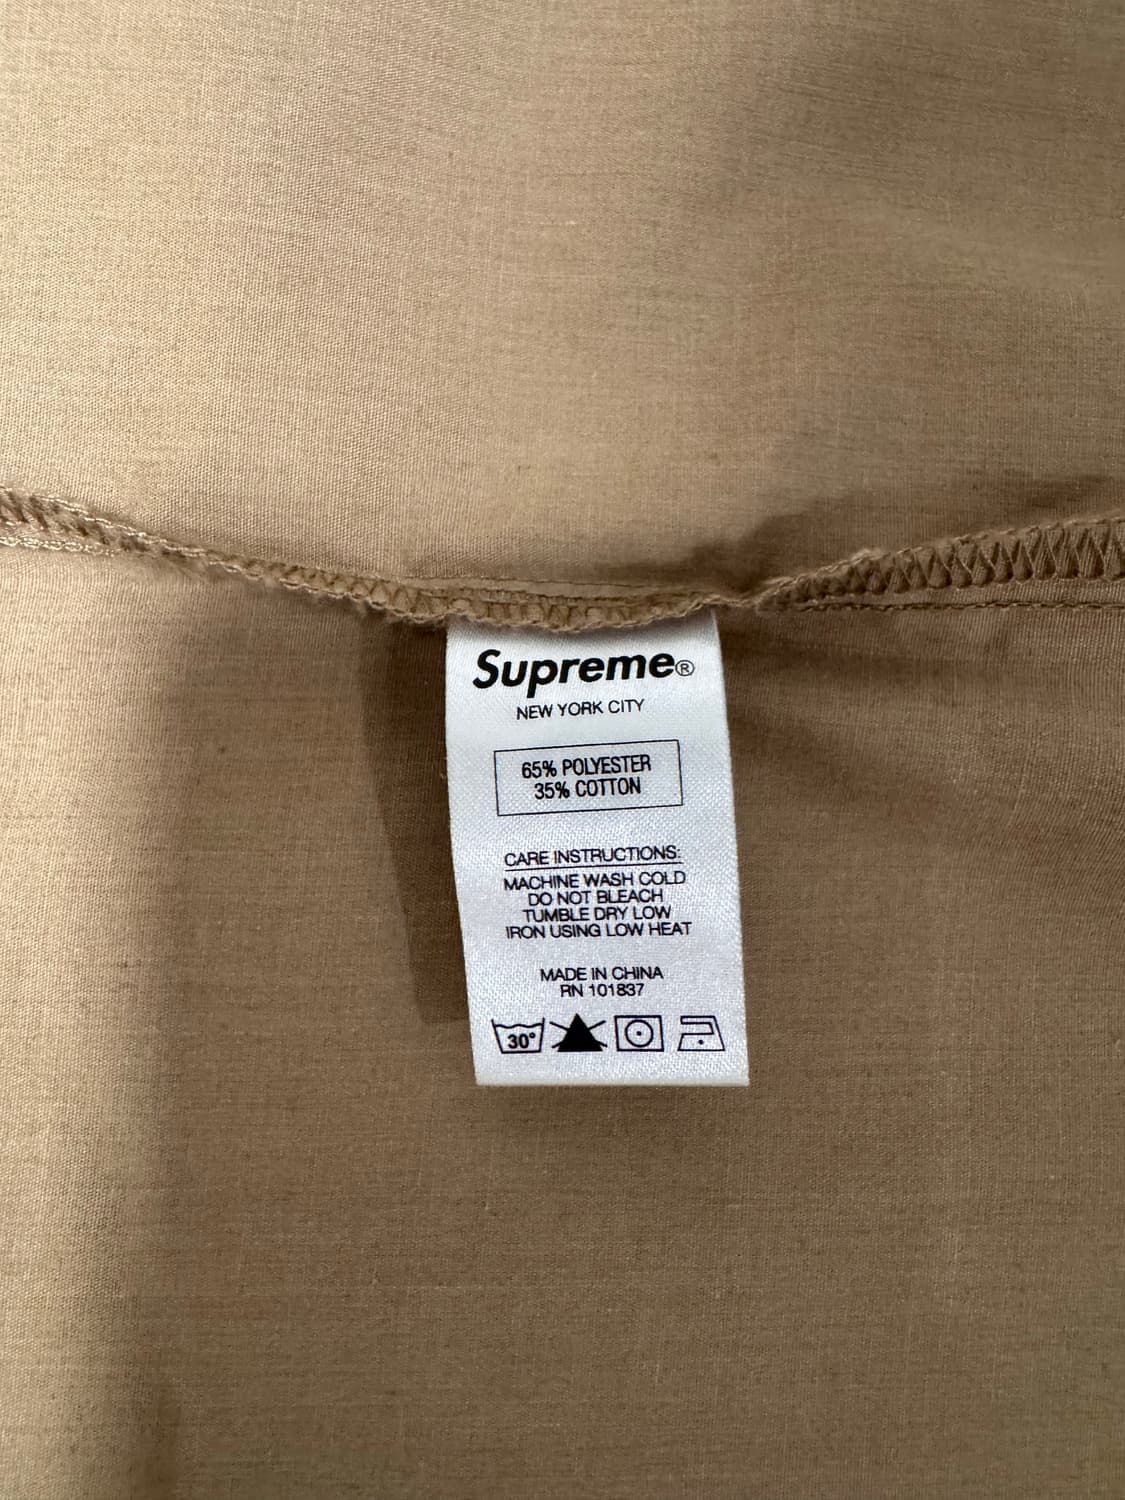 Supreme®
NEW YORK CITY
65% POLYESTER
35% COTTON
CARE INSTRUCTIONS:
MACHINE WASH COLD
DO NOT BLEACH
TUMBLE DRY LOW
IRON USING LOW HEAT
MADE IN CHINA
RN 101837
30°